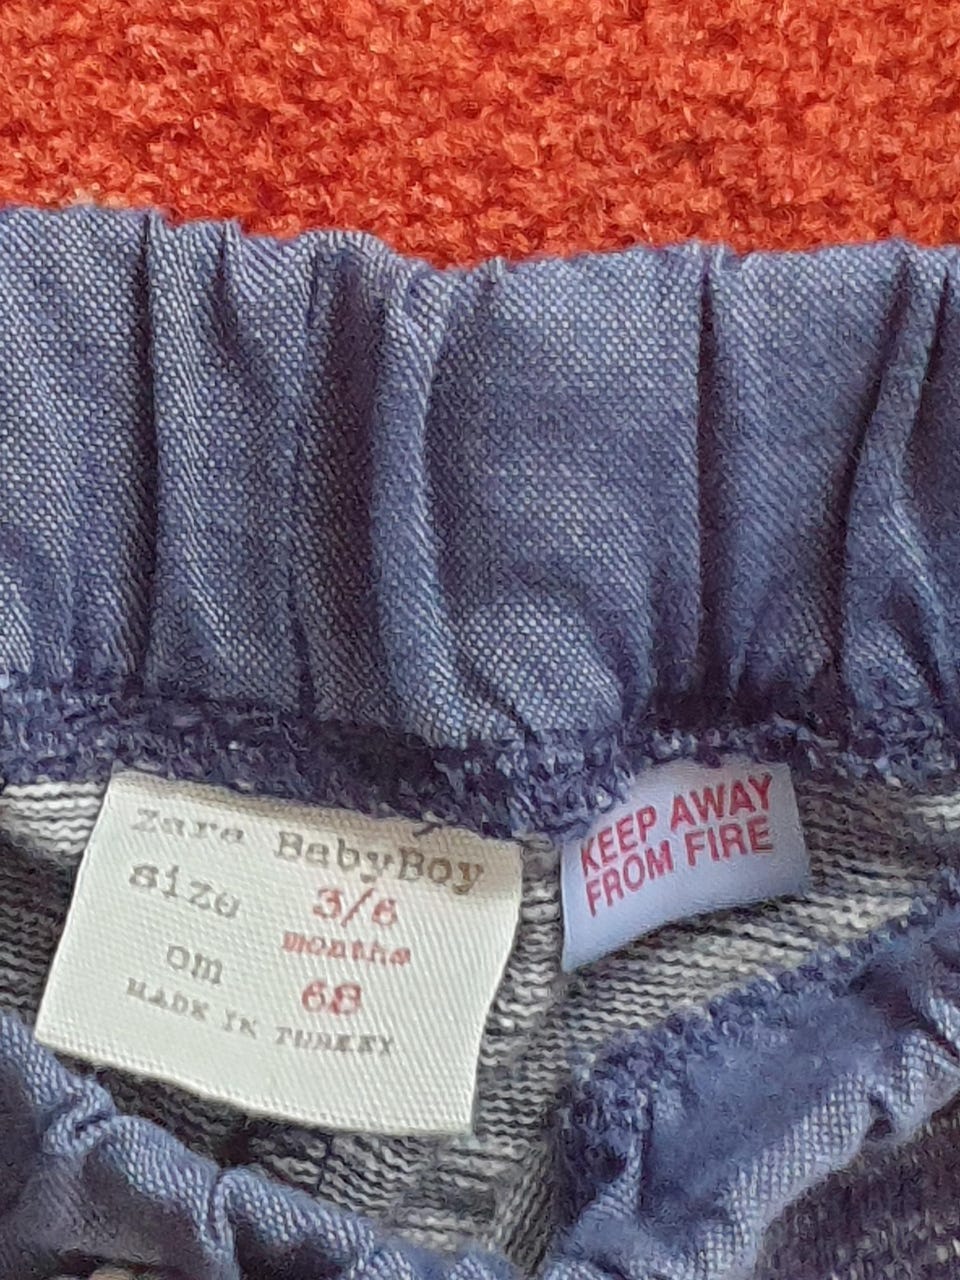 Zara BabyBoy
size 3/6
months
cm 68
MADE IN TURKEY
KEEP AWAY
FROM FIRE